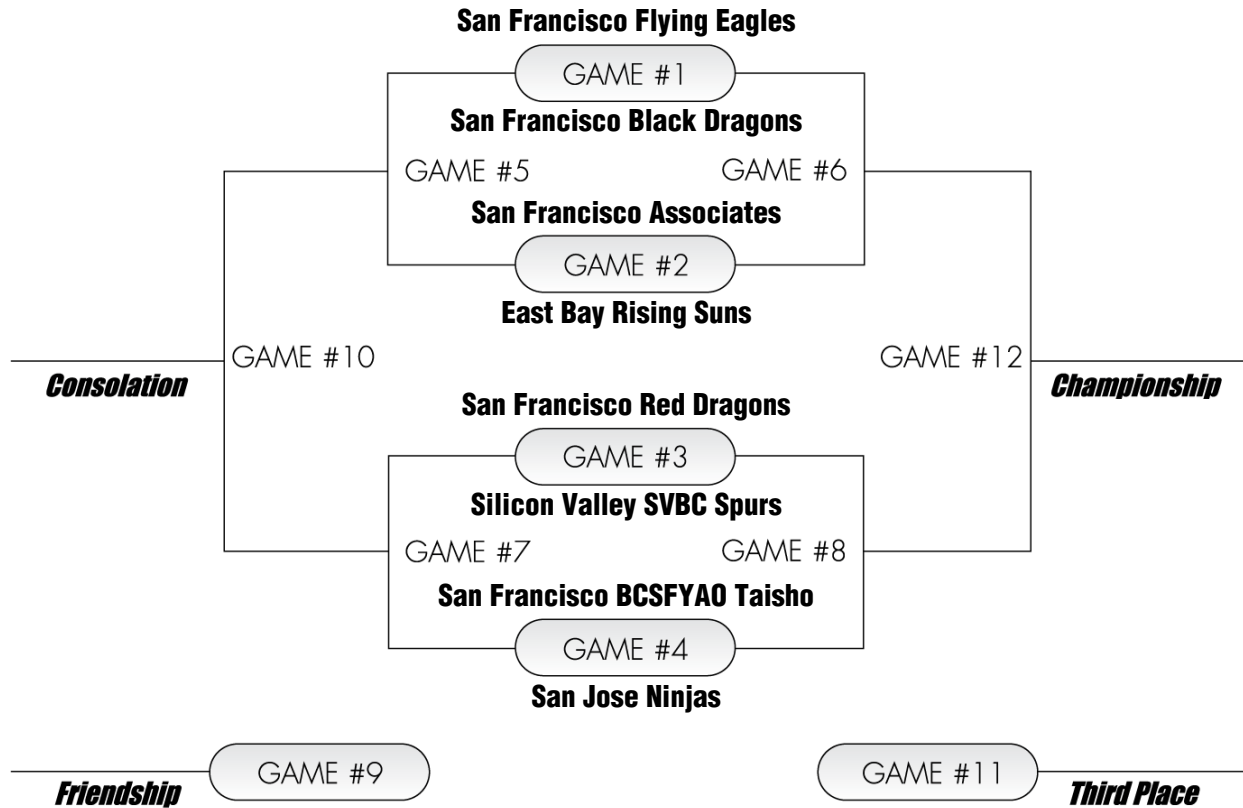 San Francisco Flying Eagles
GAME #1
San Francisco Black Dragons
GAME #5
GAME #6
San Francisco Associates
GAME #2
East Bay Rising Suns
GAME #10
GAME #12
Consolation
Championship
San Francisco Red Dragons
GAME #3
Silicon Valley SVBC Spurs
GAME #7
GAME #8
San Francisco BCSFYAO Taisho
GAME #4
San Jose Ninjas
GAME #9
GAME #11
Friendship
Third Place